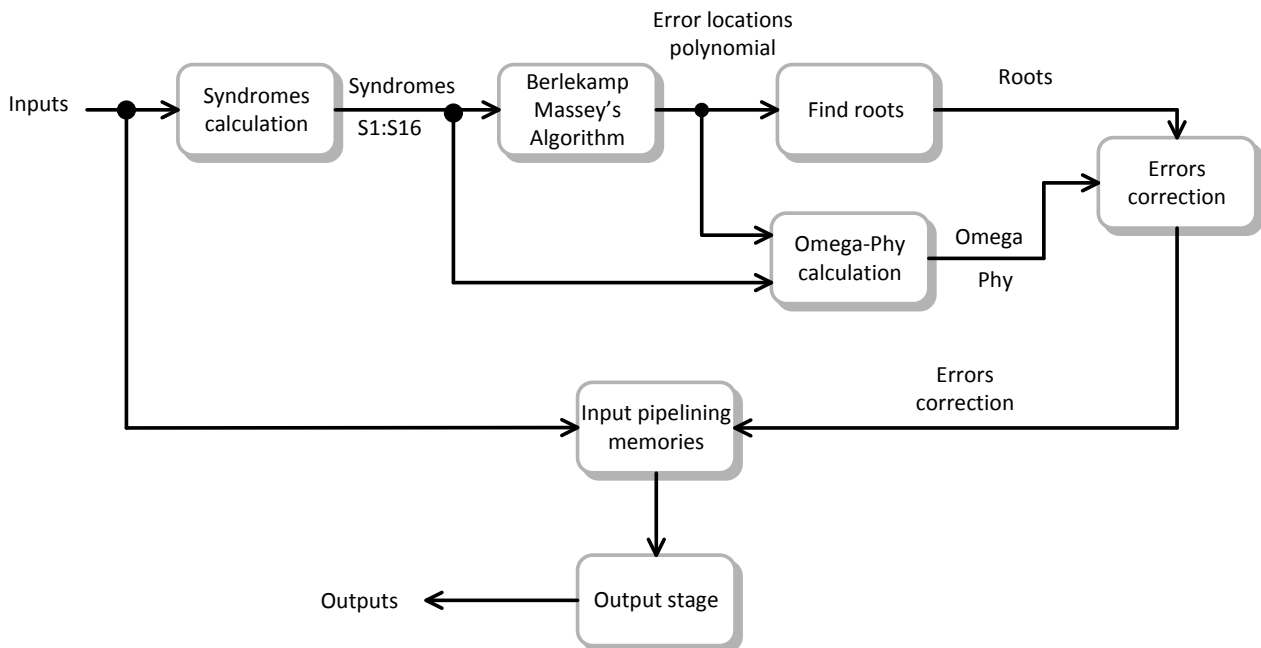 Error locations
polynomial
Inputs
Syndromes
calculation
Syndromes
S1:S16
Berlekamp
Massey’s
Algorithm
Find roots
Roots
Errors
correction
Omega-Phy
calculation
Omega
Phy
Errors
correction
Input pipelining
memories
Output stage
Outputs